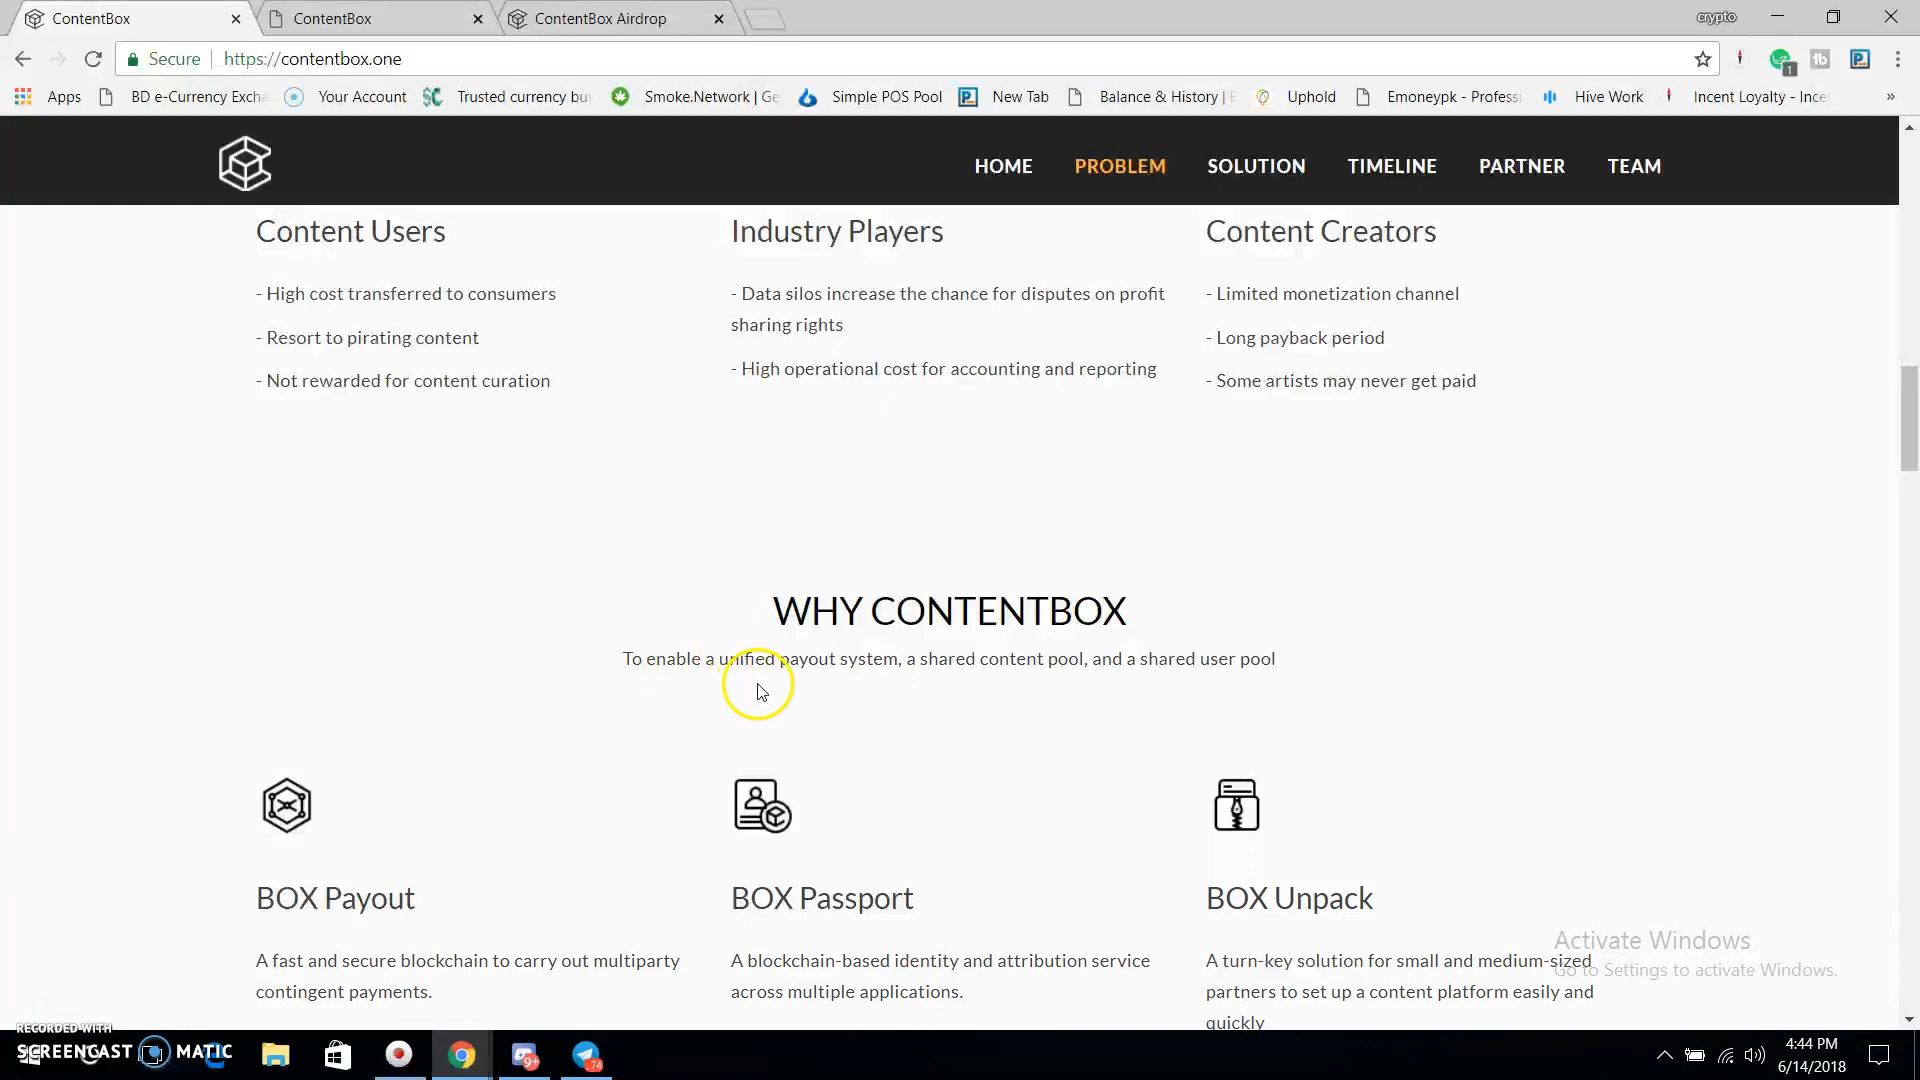 ContentBox
ContentBox
ContentBox Airdrop
crypto
Secure
https://contentbox.one
1
Apps
BD e-Currency Excha
Your Account
Trusted currency bu
Smoke.Network | Ge
Simple POS Pool
New Tab
Balance & History |
Uphold
Emoneypk - Profess
Hive Work
Incent Loyalty - Ince
»
HOME
PROBLEM
SOLUTION
TIMELINE
PARTNER
TEAM
Content Users
- High cost transferred to consumers
- Resort to pirating content
- Not rewarded for content curation
Industry Players
- Data silos increase the chance for disputes on profit
sharing rights
- High operational cost for accounting and reporting
Content Creators
- Limited monetization channel
- Long payback period
- Some artists may never get paid
WHY CONTENTBOX
To enable a unified payout system, a shared content pool, and a shared user pool
BOX Payout
A fast and secure blockchain to carry out multiparty
contingent payments.
BOX Passport
A blockchain-based identity and attribution service
across multiple applications.
BOX Unpack
A turn-key solution for small and medium-sized
partners to set up a content platform easily and
quickly
Activate Windows
Go to Settings to activate Windows.
RECORDED WITH
SCREENCAST MATIC
9+
74
4:44 PM
6/14/2018